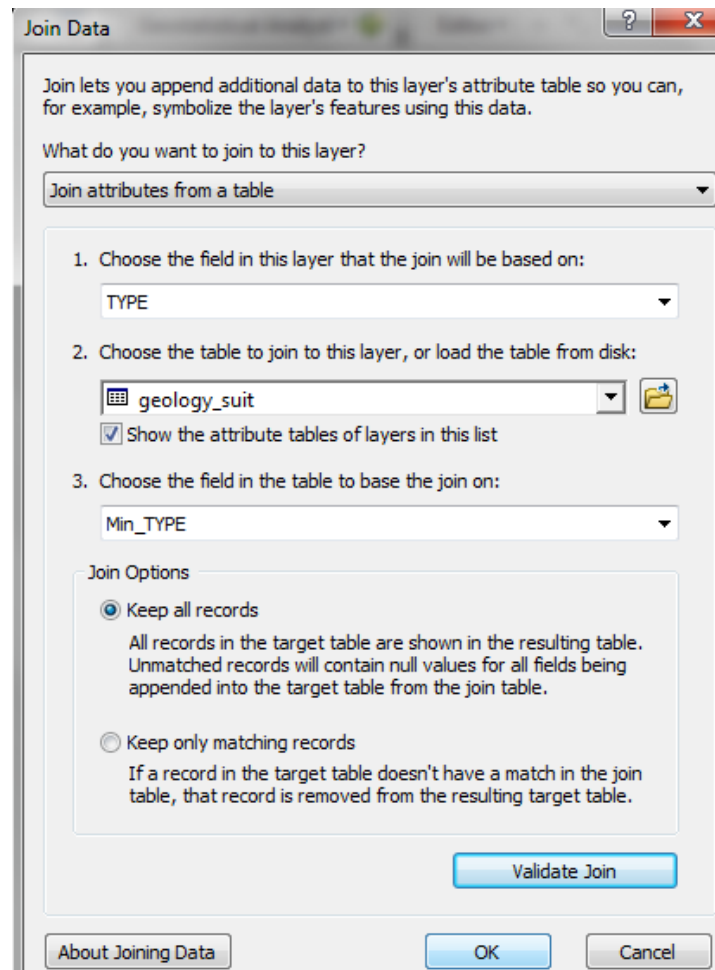 Join Data
?
X
Join lets you append additional data to this layer's attribute table so you can,
for example, symbolize the layer's features using this data.
What do you want to join to this layer?
Join attributes from a table
1. Choose the field in this layer that the join will be based on:
TYPE
2. Choose the table to join to this layer, or load the table from disk:
geology_suit
Show the attribute tables of layers in this list
3. Choose the field in the table to base the join on:
Min_TYPE
Join Options
Keep all records
All records in the target table are shown in the resulting table.
Unmatched records will contain null values for all fields being
appended into the target table from the join table.
Keep only matching records
If a record in the target table doesn't have a match in the join
table, that record is removed from the resulting target table.
Validate Join
About Joining Data
OK
Cancel